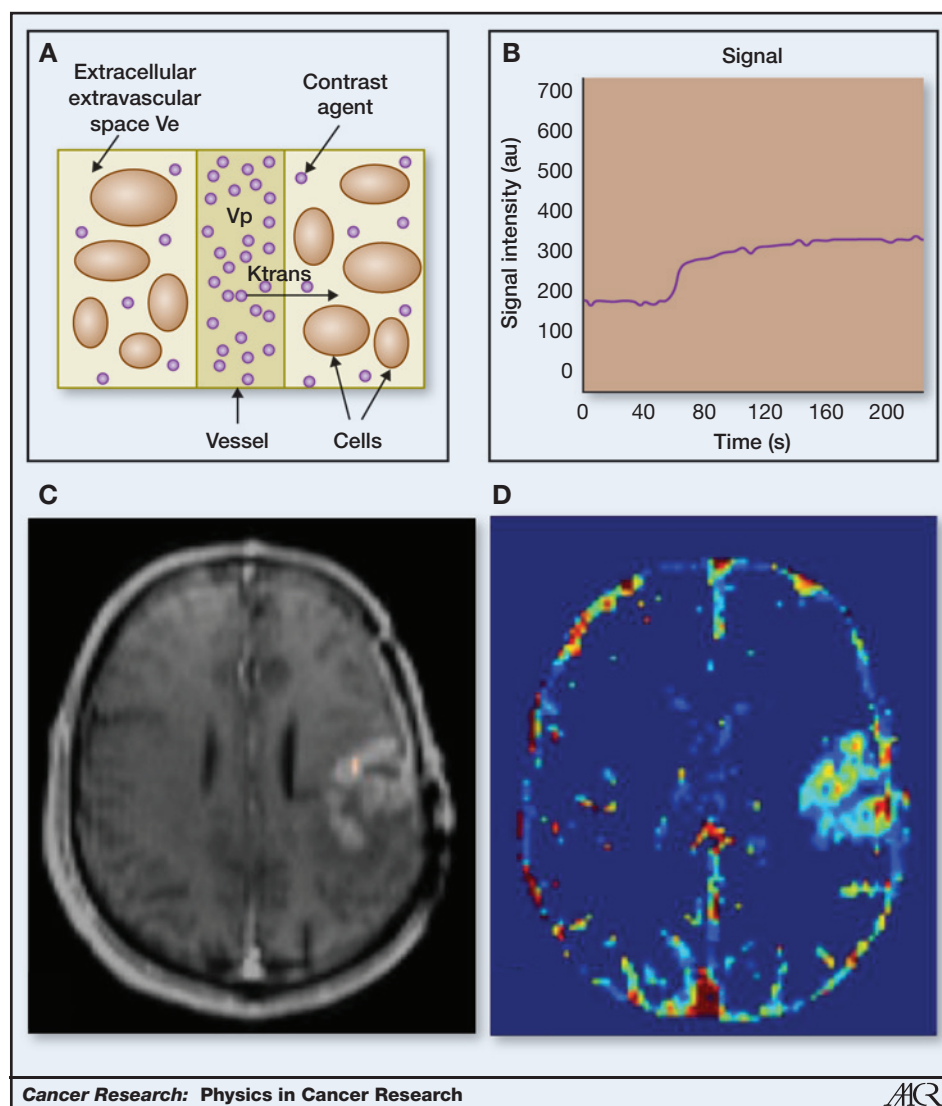 A
Extracellular
extravascular
space Ve
Contrast
agent
Vp
Ktrans
Vessel
Cells
B
Signal
Signal intensity (au)
700
600
500
400
300
200
100
0
0 40 80 120 160 200
Time (s)
C
D
Cancer Research: Physics in Cancer Research
AACR